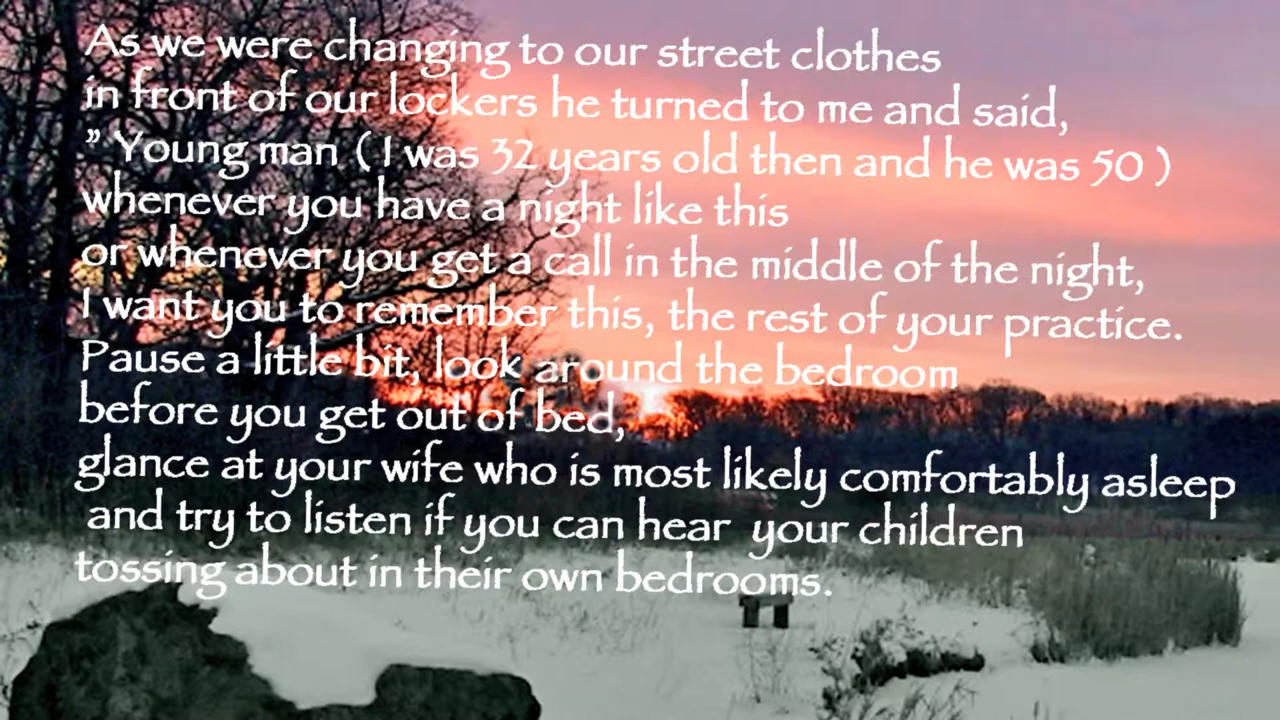 As we were changing to our street clothes
in front of our lockers he turned to me and said,
” Young man ( I was 32 years old then and he was 50 )
whenever you have a night like this
or whenever you get a call in the middle of the night,
I want you to remember this, the rest of your practice.
Pause a little bit, look around the bedroom
before you get out of bed,
glance at your wife who is most likely comfortably asleep
and try to listen if you can hear your children
tossing about in their own bedrooms.